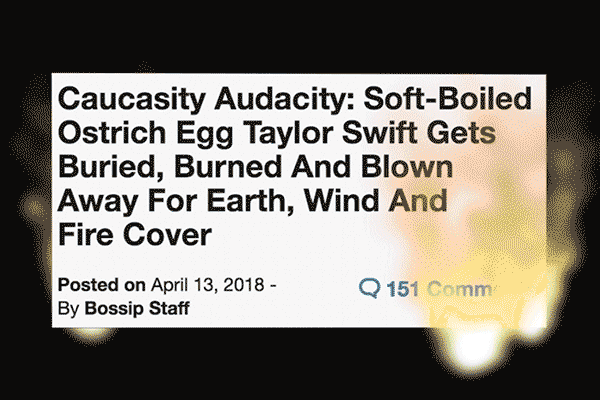 Caucasity Audacity: Soft-Boiled
Ostrich Egg Taylor Swift Gets
Buried, Burned And Blown
Away For Earth, Wind And
Fire Cover
Posted on April 13, 2018 -
151 Comm
By Bossip Staff